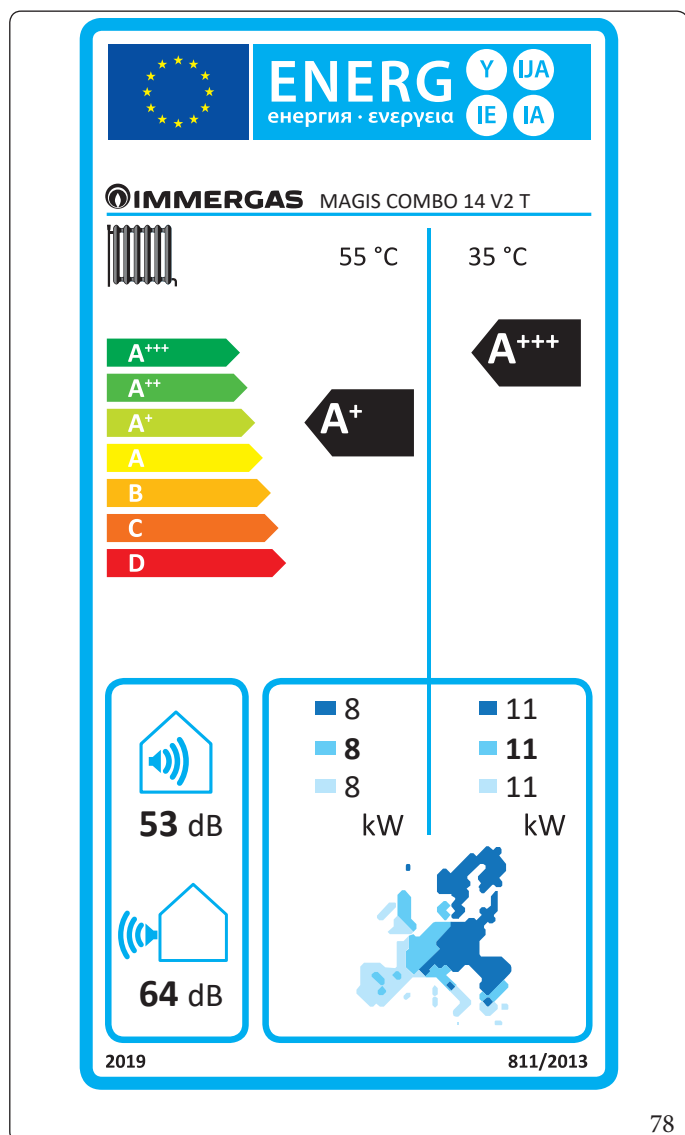 ENERG Y IJA
енергия · ενεργεια IE IA
IMMERGAS MAGIS COMBO 14 V2 T
55 °C 35 °C
A+++ A+++
A++
A+ A+
A
B
C
D
8 11
8 11
8 11
kW kW
53 dB
64 dB
2019 811/2013
78